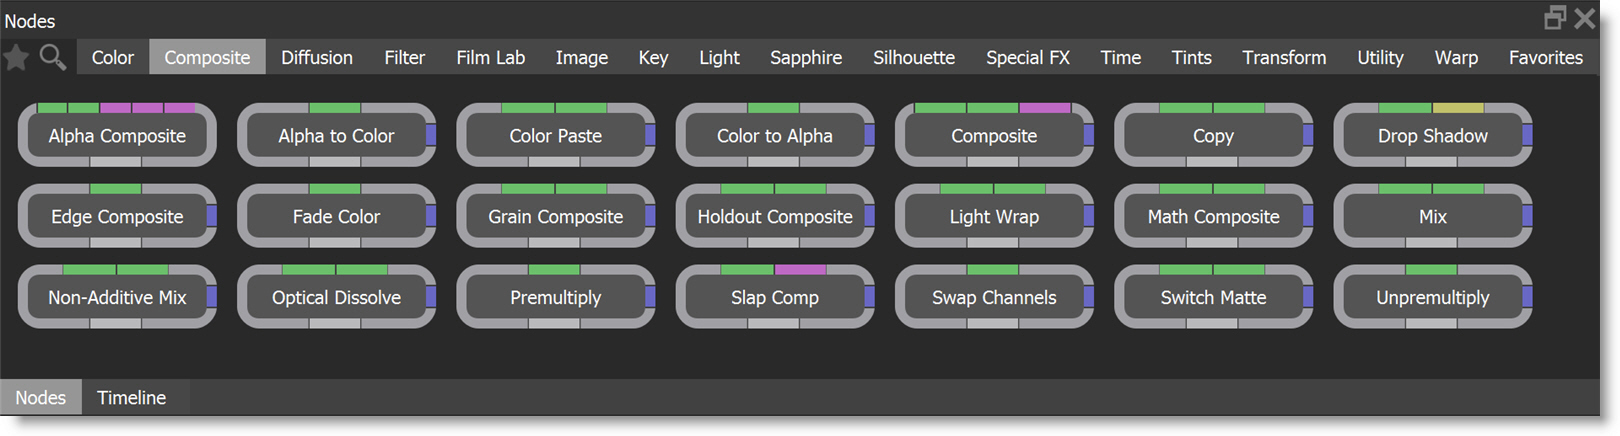 Nodes
Color Composite Diffusion Filter Film Lab Image Key Light Sapphire Silhouette Special FX Time Tints Transform Utility Warp Favorites
Alpha Composite Alpha to Color Color Paste Color to Alpha Composite Copy Drop Shadow
Edge Composite Fade Color Grain Composite Holdout Composite Light Wrap Math Composite Mix
Non-Additive Mix Optical Dissolve Premultiply Slap Comp Swap Channels Switch Matte Unpremultiply
Nodes Timeline